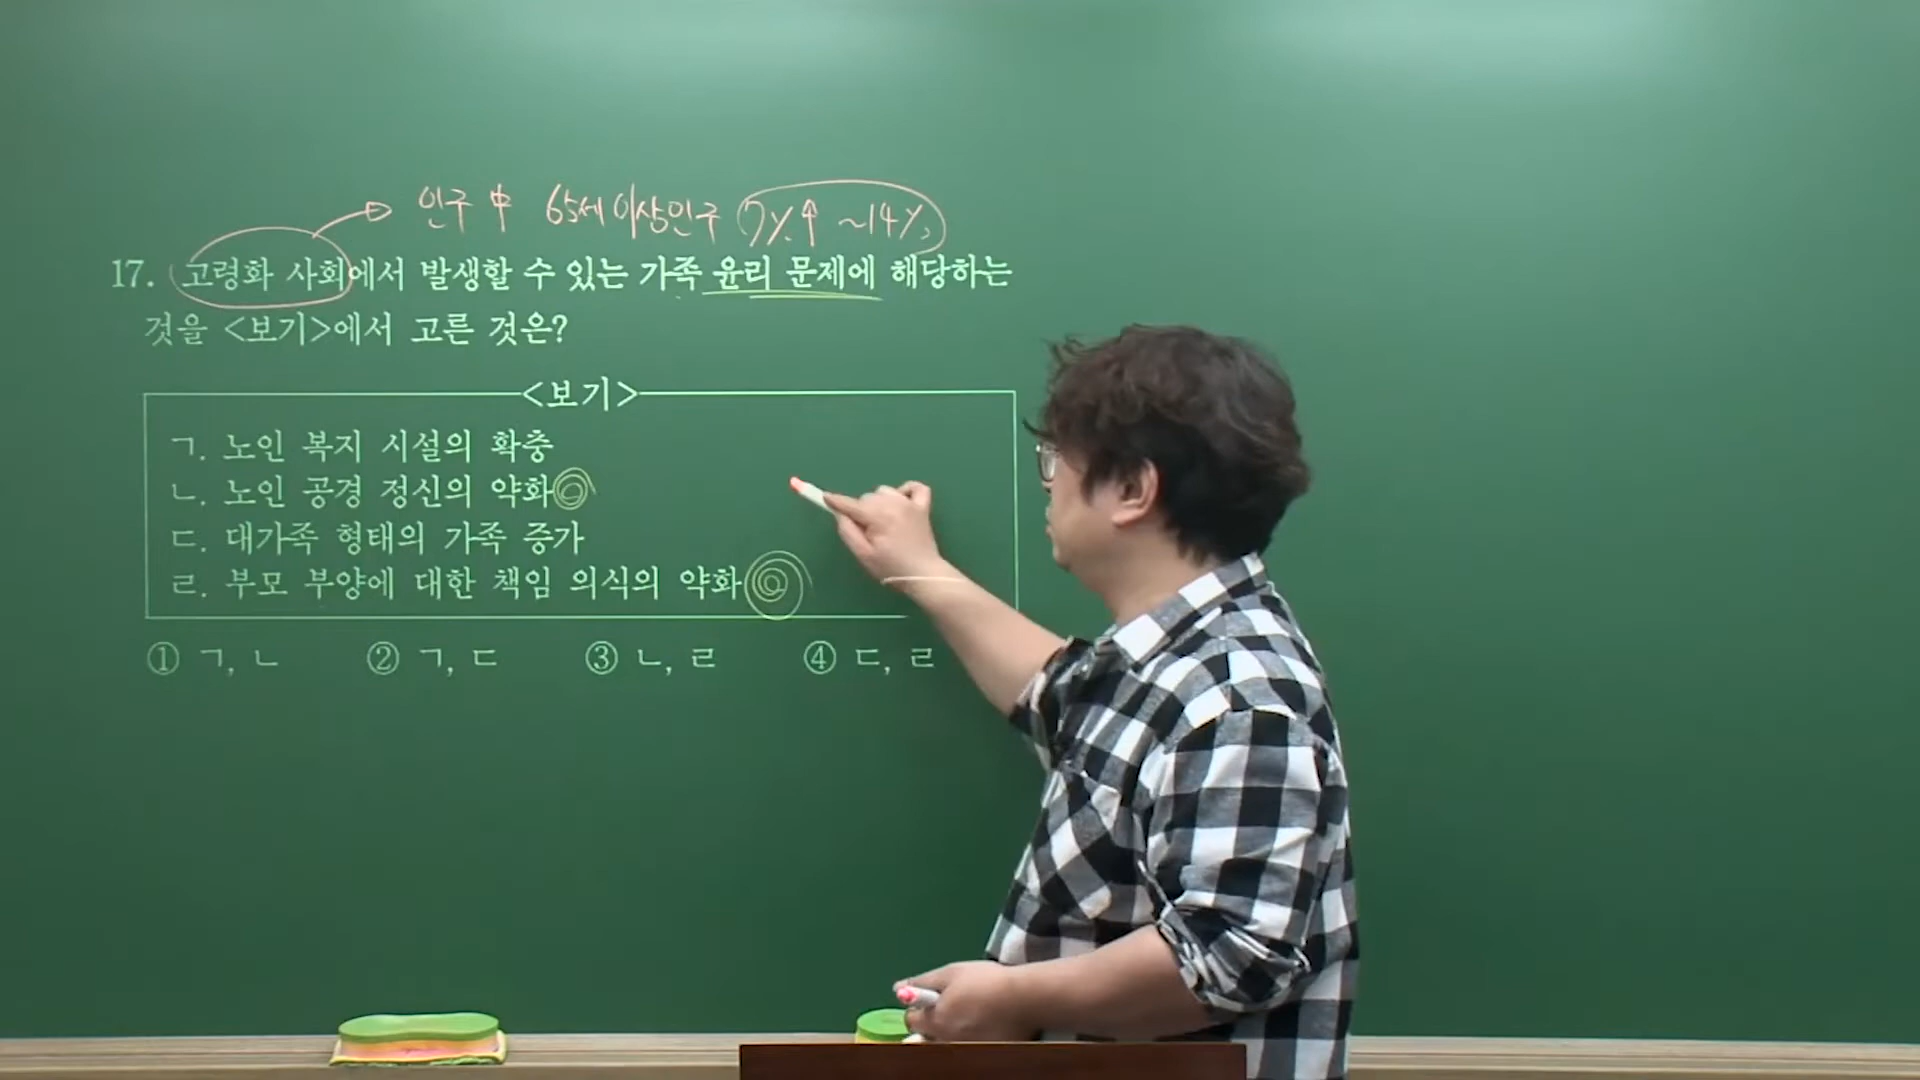 인구 中 65세 이상인구 7%↑ ~14%
17. 고령화 사회에서 발생할 수 있는 가족 윤리 문제에 해당하는
것을 <보기>에서 고른 것은?
<보기>
ㄱ. 노인 복지 시설의 확충
ㄴ. 노인 공경 정신의 약화
ㄷ. 대가족 형태의 가족 증가
ㄹ. 부모 부양에 대한 책임 의식의 약화
① ㄱ, ㄴ ② ㄱ, ㄷ ③ ㄴ, ㄹ ④ ㄷ, ㄹ